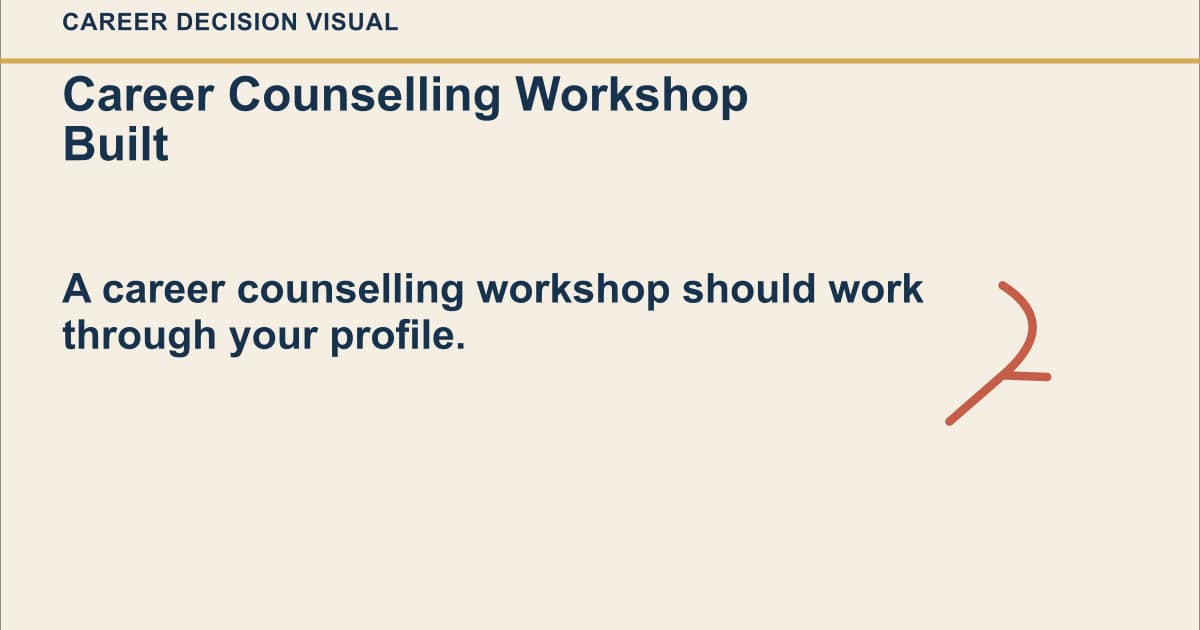 CAREER DECISION VISUAL
Career Counselling Workshop
Built
A career counselling workshop should work
through your profile.